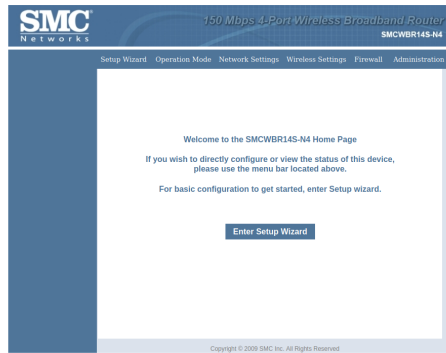 SMC®
Networks
150 Mbps 4-Port Wireless Broadband Router
SMCWBR14S-N4
Setup Wizard Operation Mode Network Settings Wireless Settings Firewall Administration
Welcome to the SMCWBR14S-N4 Home Page
If you wish to directly configure or view the status of this device,
please use the menu bar located above.
For basic configuration to get started, enter Setup wizard.
Enter Setup Wizard
Copyright © 2009 SMC Inc. All Rights Reserved